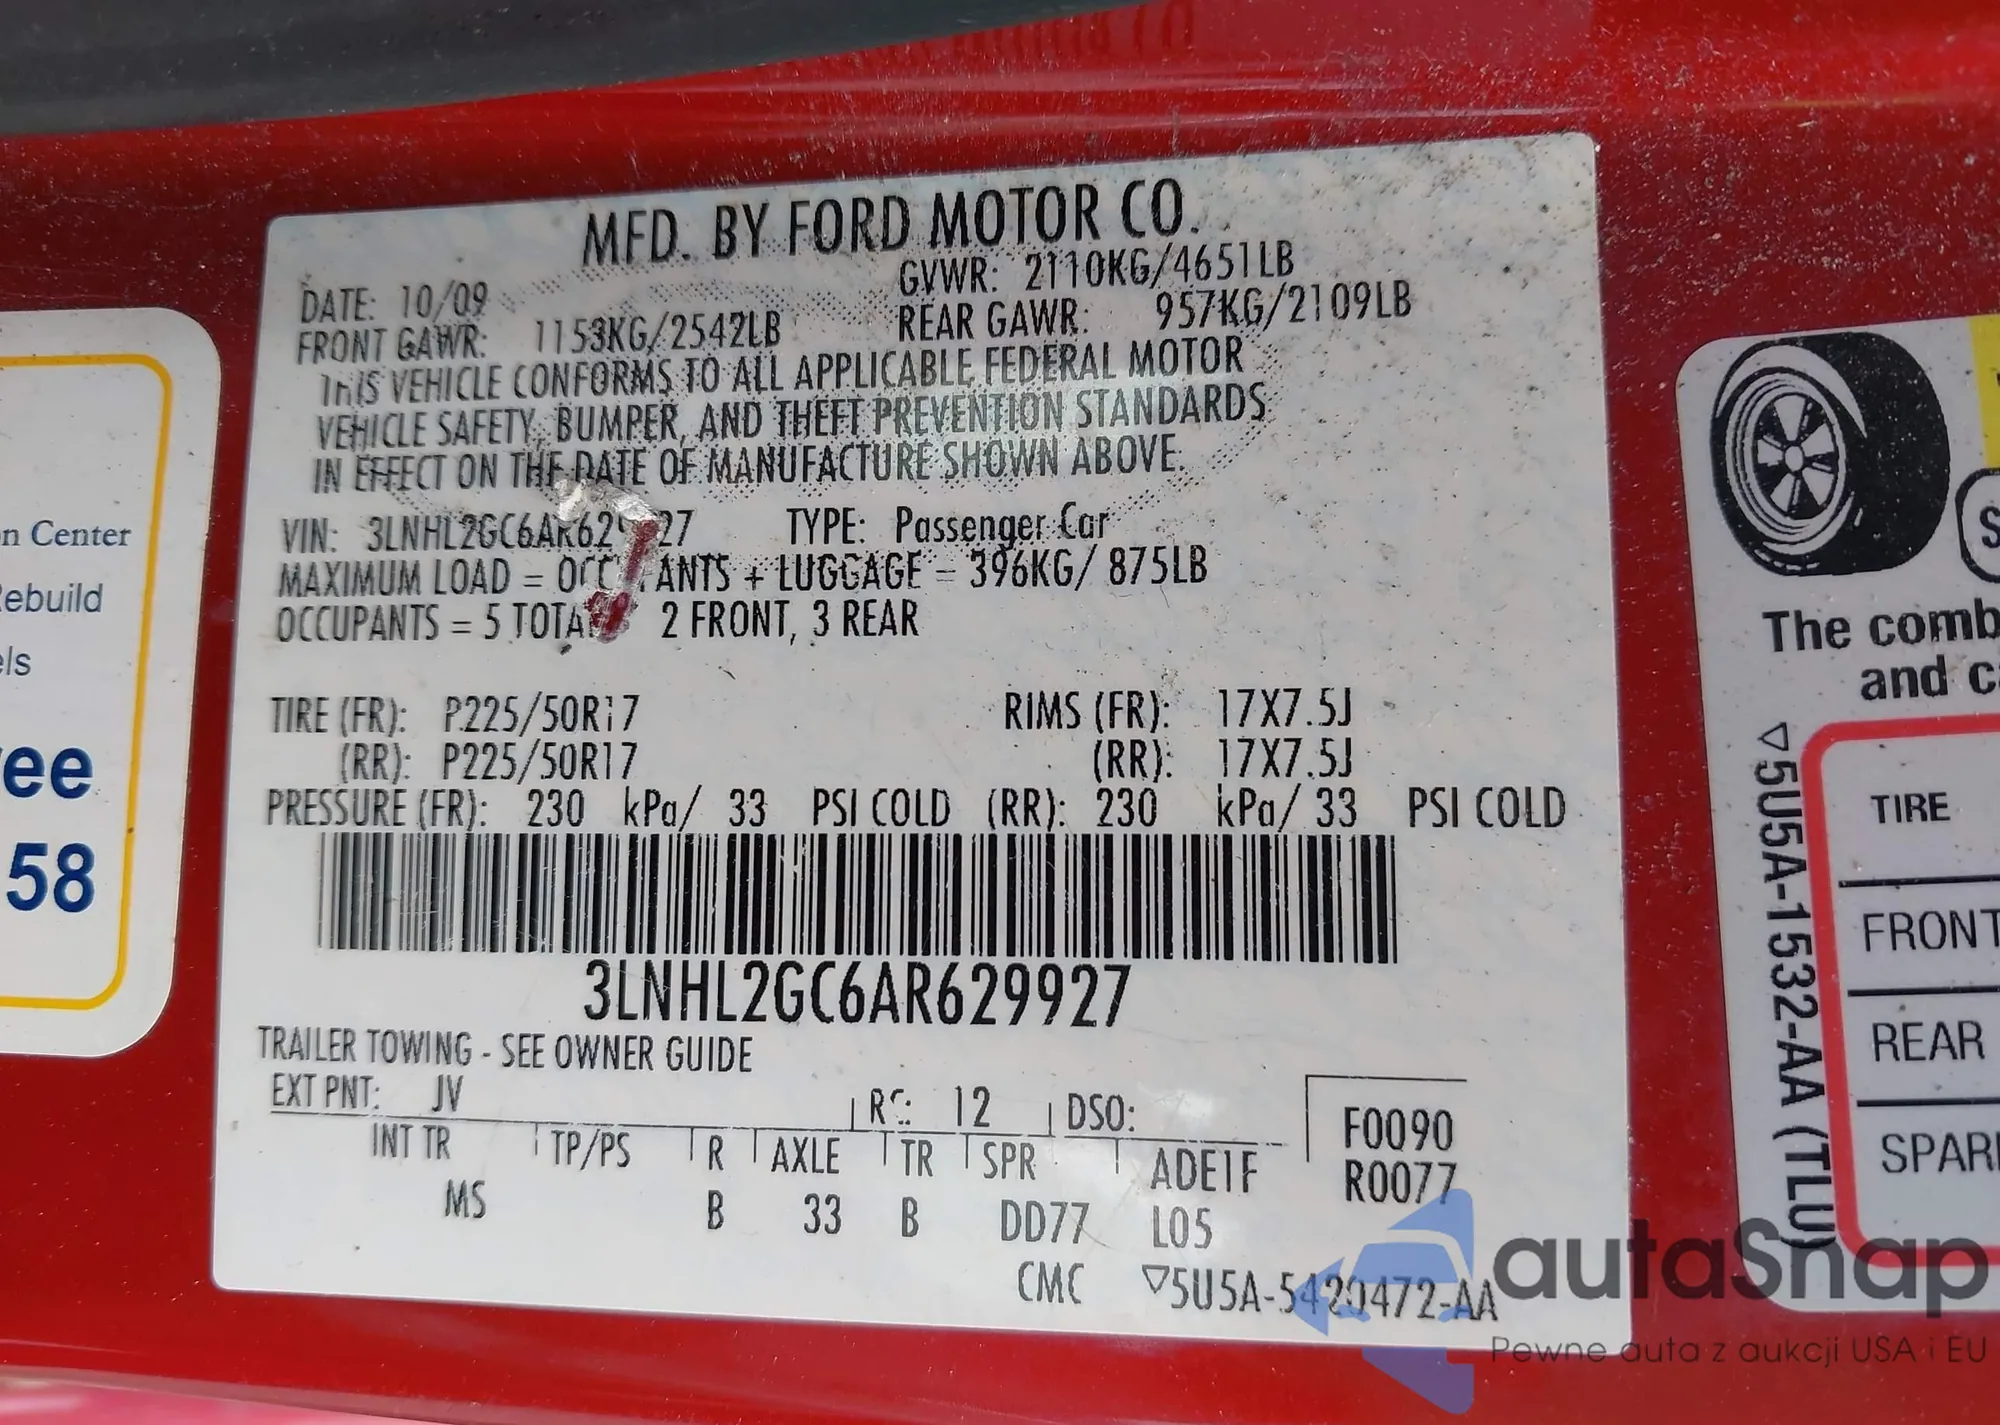 MFD. BY FORD MOTOR CO.
DATE: 10/09
GVWR: 2110KG/4651LB
FRONT GAWR: 1153KG/2542LB
REAR GAWR: 957KG/2109LB
THIS VEHICLE CONFORMS TO ALL APPLICABLE FEDERAL MOTOR
VEHICLE SAFETY, BUMPER, AND THEFT PREVENTION STANDARDS
IN EFFECT ON THE DATE OF MANUFACTURE SHOWN ABOVE.
VIN: 3LNHL2GC6AR629 27 TYPE: Passenger Car
MAXIMUM LOAD = OCC ANTS + LUGGAGE = 396KG/ 875LB
OCCUPANTS = 5 TOTA 2 FRONT, 3 REAR
TIRE (FR): P225/50R17 RIMS (FR): 17X7.5J
(RR): P225/50R17 (RR): 17X7.5J
PRESSURE (FR): 230 kPa/ 33 PSI COLD (RR): 230 kPa/ 33 PSI COLD
3LNHL2GC6AR629927
TRAILER TOWING - SEE OWNER GUIDE
EXT PNT: JV RC: 12 DSO:
F0090
INT TR TP/PS R AXLE TR SPR ADE1F
R0077
MS B 33 B DD77 L05
CMC ▽5U5A-5420472-AA
n Center
Rebuild
els
ee
58
The comb
and ca
▽5U5A-1532-AA (TLU)
S
TIRE
FRONT
REAR
SPAR
autaSnap
Pewne auta z aukcji USA i EU